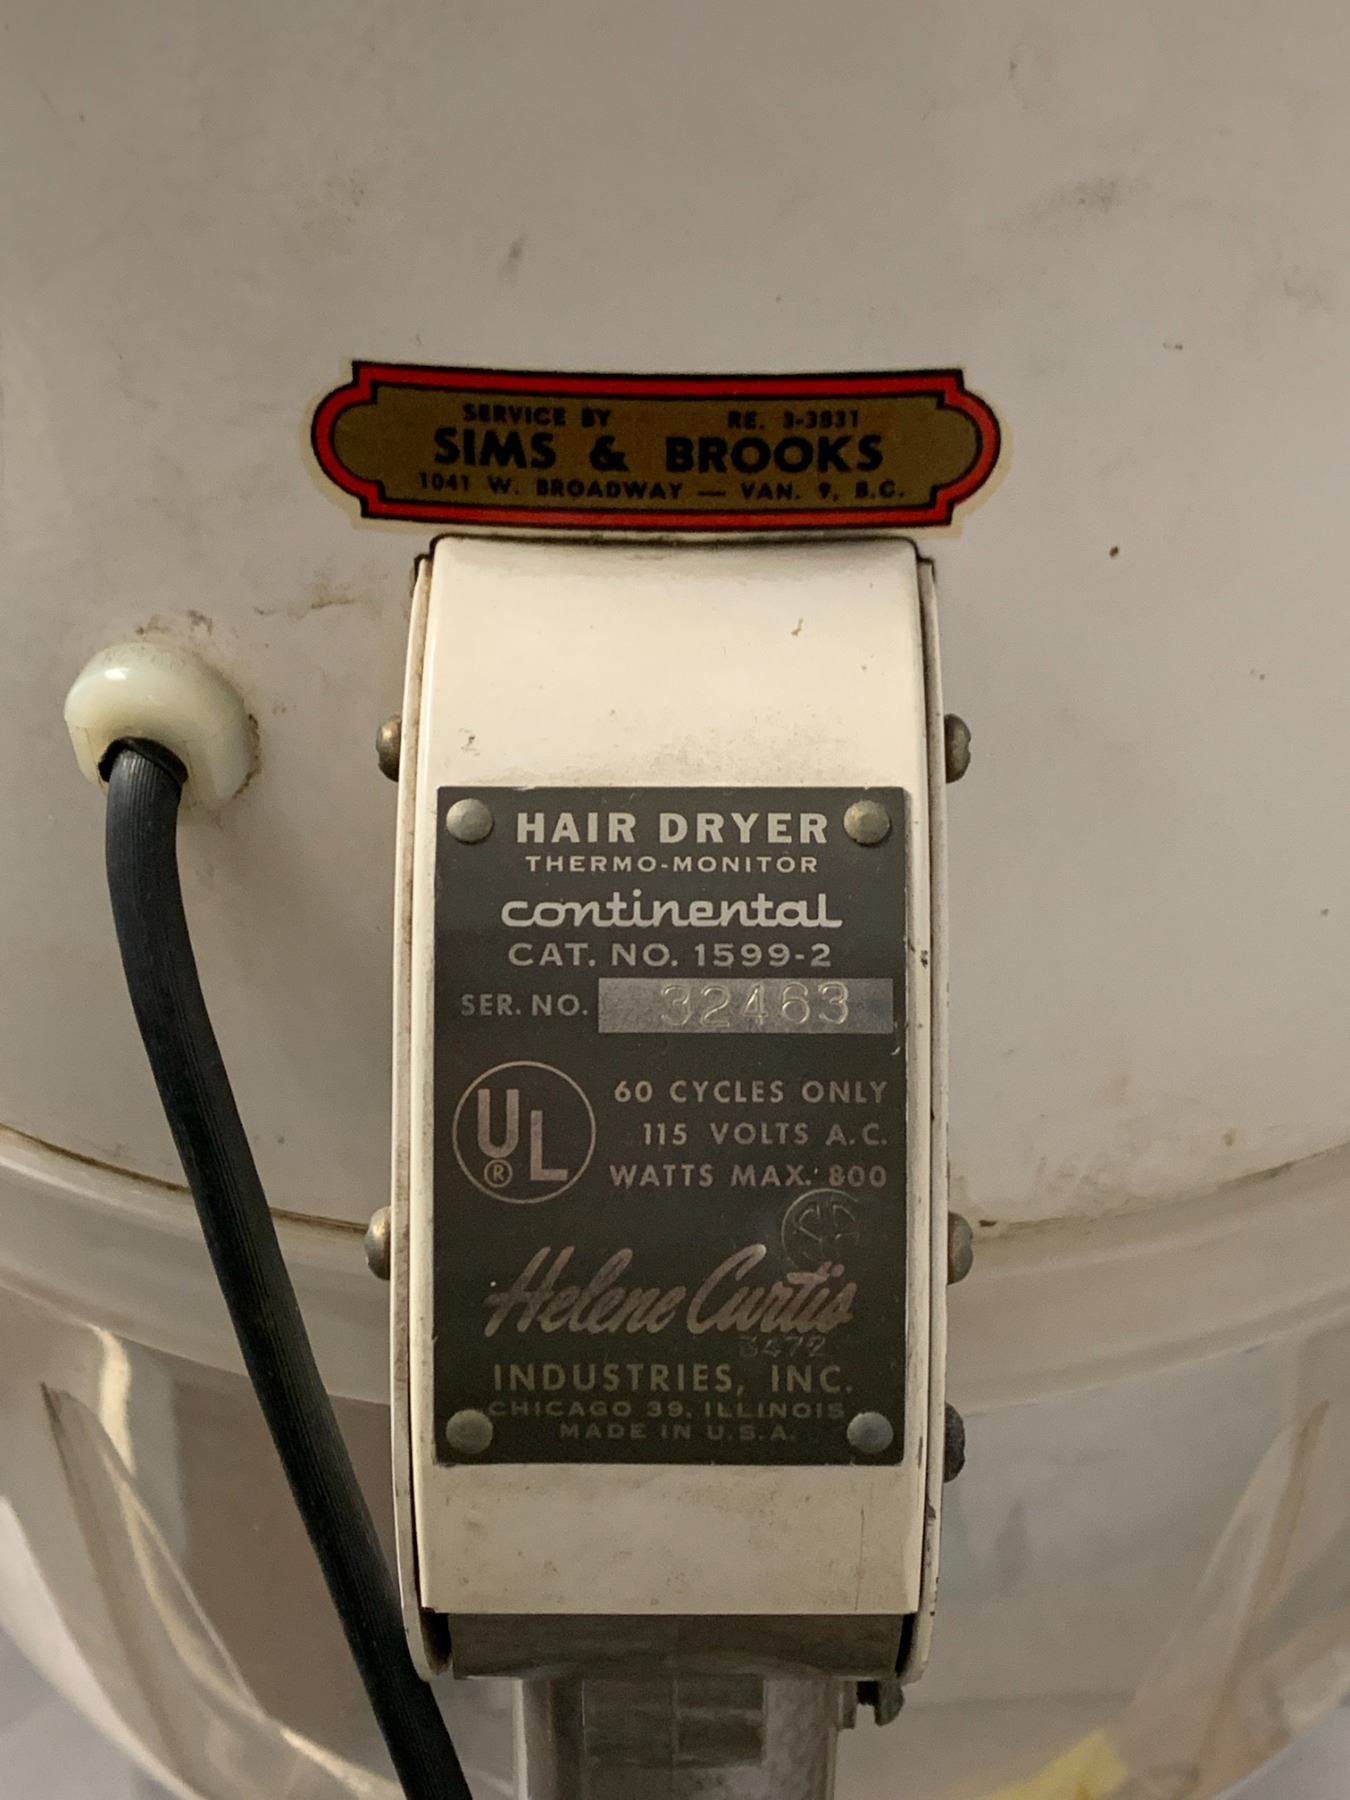 SERVICE BY RE. 3-3831
SIMS & BROOKS
1041 W. BROADWAY — VAN. 9, B.C.
HAIR DRYER
THERMO-MONITOR
continental
CAT. NO. 1599-2
SER. NO. 32463
UL
®
60 CYCLES ONLY
115 VOLTS A.C.
WATTS MAX. 800
Helene Curtis
3472
INDUSTRIES, INC.
CHICAGO 39, ILLINOIS
MADE IN U.S.A.